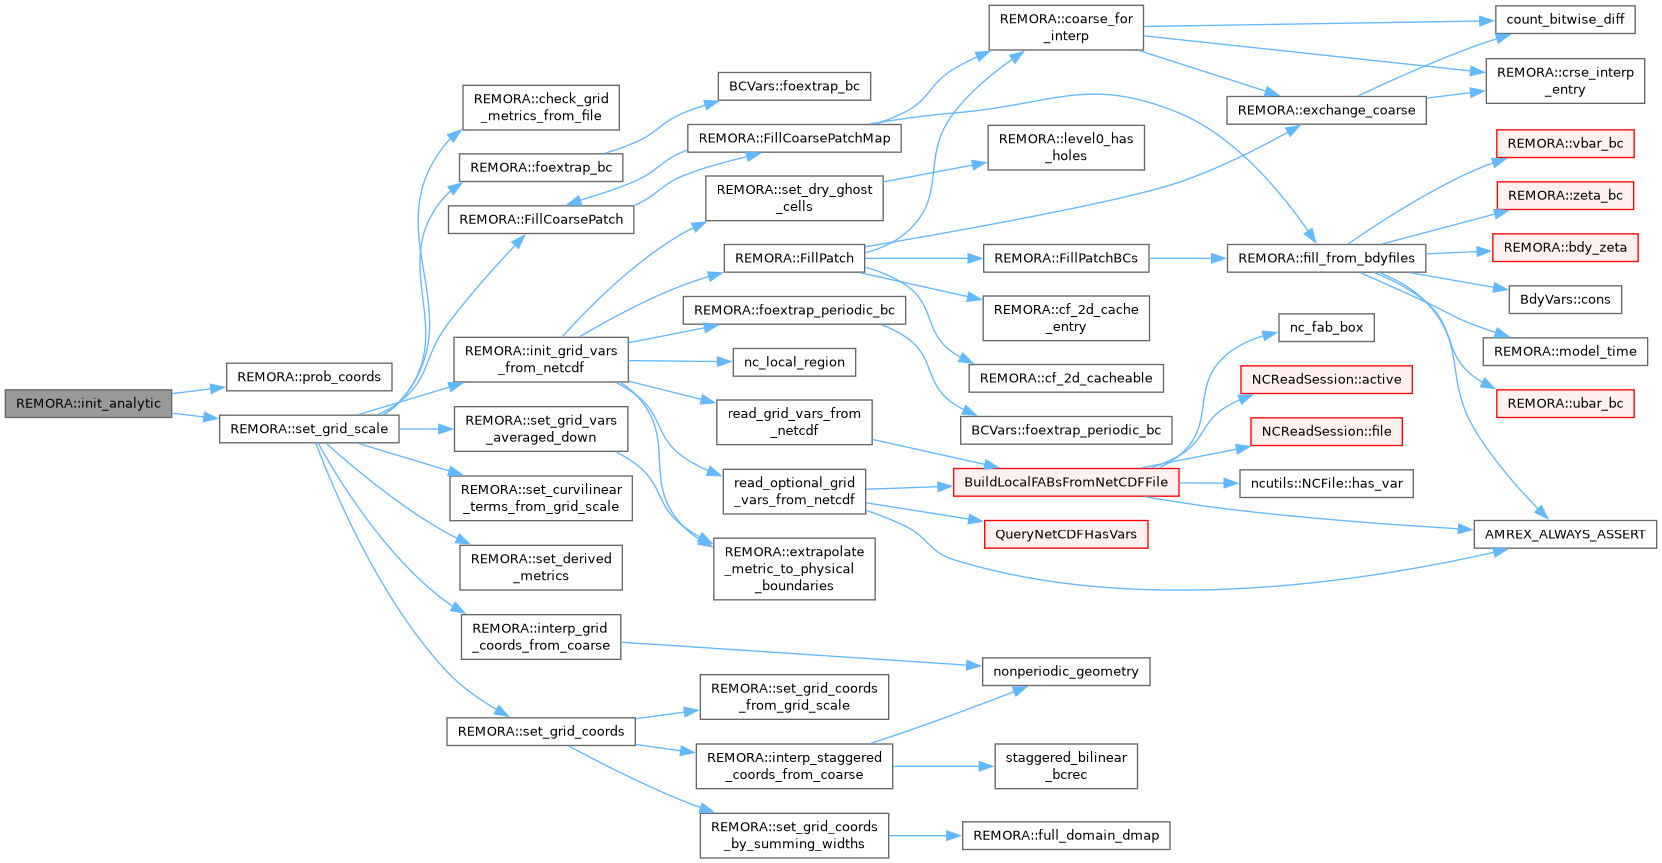 REMORA::init_analytic
REMORA::prob_coords
REMORA::set_grid_scale
REMORA::check_grid
_metrics_from_file
REMORA::foextrap_bc
REMORA::FillCoarsePatch
REMORA::init_grid_vars
_from_netcdf
REMORA::set_grid_vars
_averaged_down
REMORA::set_curvilinear
_terms_from_grid_scale
REMORA::set_derived
_metrics
REMORA::interp_grid
_coords_from_coarse
REMORA::set_grid_coords
BCVars::foextrap_bc
REMORA::FillCoarsePatchMap
REMORA::set_dry_ghost
_cells
REMORA::FillPatch
REMORA::foextrap_periodic_bc
nc_local_region
read_grid_vars_from
_netcdf
read_optional_grid
_vars_from_netcdf
REMORA::extrapolate
_metric_to_physical
_boundaries
REMORA::set_grid_coords
_from_grid_scale
REMORA::interp_staggered
_coords_from_coarse
REMORA::set_grid_coords
_by_summing_widths
REMORA::coarse_for
_interp
REMORA::level0_has
_holes
REMORA::FillPatchBCs
REMORA::cf_2d_cache
_entry
REMORA::cf_2d_cacheable
BCVars::foextrap_periodic_bc
BuildLocalFABsFromNetCDFFile
QueryNetCDFHasVars
nonperiodic_geometry
staggered_bilinear
_bcrec
REMORA::full_domain_dmap
REMORA::exchange_coarse
REMORA::fill_from_bdyfiles
nc_fab_box
NCReadSession::active
NCReadSession::file
ncutils::NCFile::has_var
count_bitwise_diff
REMORA::crse_interp
_entry
REMORA::vbar_bc
REMORA::zeta_bc
REMORA::bdy_zeta
BdyVars::cons
REMORA::model_time
REMORA::ubar_bc
AMREX_ALWAYS_ASSERT